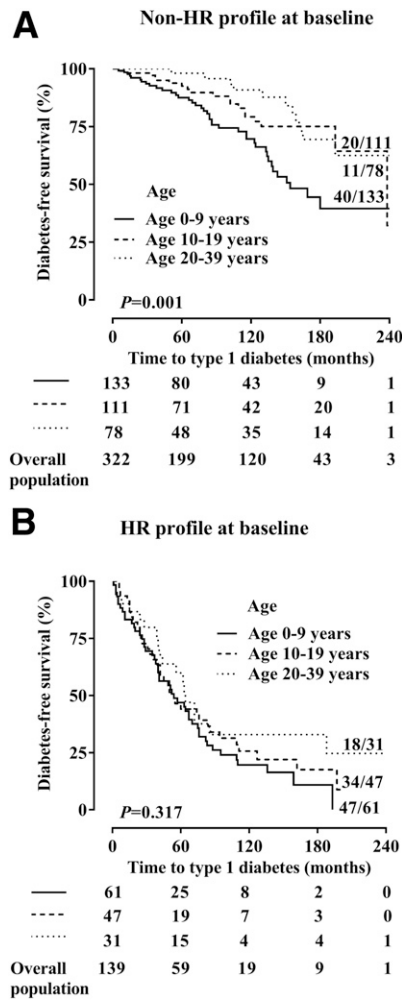 A
Non-HR profile at baseline
Diabetes-free survival (%)
100
75
50
25
0
Age
Age 0-9 years
Age 10-19 years
Age 20-39 years
20/111
11/78
40/133
P=0.001
0 60 120 180 240
Time to type 1 diabetes (months)
133 80 43 9 1
111 71 42 20 1
78 48 35 14 1
Overall population 322 199 120 43 3
B
HR profile at baseline
Diabetes-free survival (%)
100
75
50
25
0
Age
Age 0-9 years
Age 10-19 years
Age 20-39 years
18/31
34/47
47/61
P=0.317
0 60 120 180 240
Time to type 1 diabetes (months)
61 25 8 2 0
47 19 7 3 0
31 15 4 4 1
Overall population 139 59 19 9 1